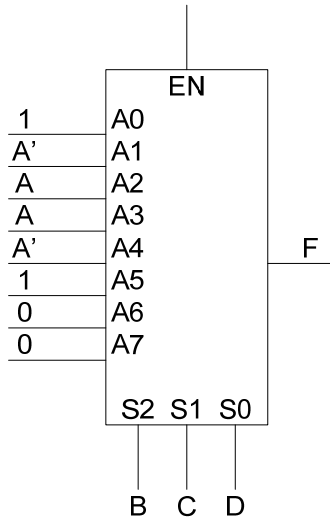 EN
1 A0
A’ A1
A A2
A A3
A’ A4
F
1 A5
0 A6
0 A7
S2 S1 S0
B C D